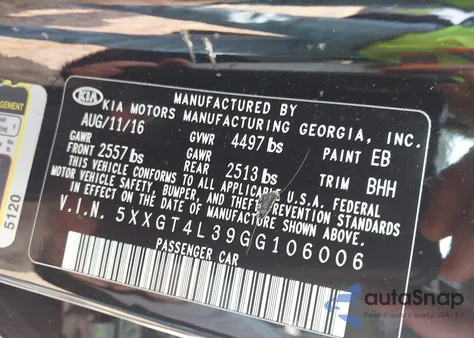 MANUFACTURED BY
KIA
KIA MOTORS MANUFACTURING GEORGIA, INC.
AUG/11/16
GVWR 4497 lbs
PAINT EB
GAWR FRONT 2557 lbs
GAWR REAR 2513 lbs
TRIM BHH
THIS VEHICLE CONFORMS TO ALL APPLICABLE U.S.A. FEDERAL
MOTOR VEHICLE SAFETY, BUMPER, AND THEFT PREVENTION STANDARDS
IN EFFECT ON THE DATE OF MANUFACTURE SHOWN ABOVE.
V.I.N. 5XXGT4L39GG106006
PASSENGER CAR
5120
autoSnap